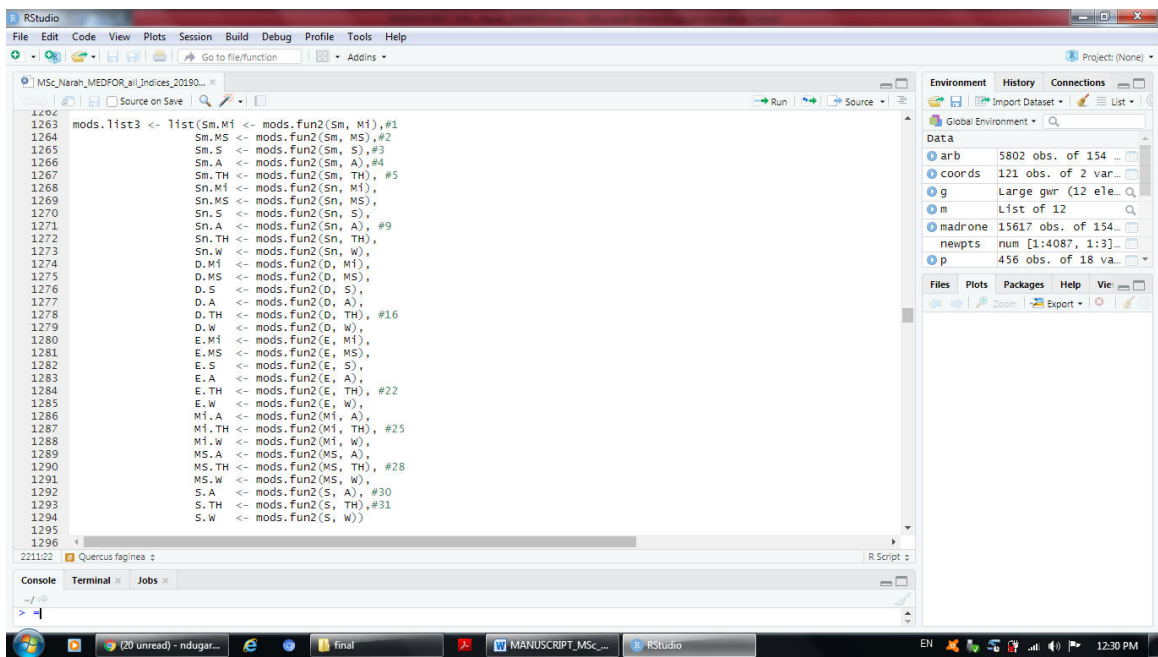 RStudio
File Edit Code View Plots Session Build Debug Profile Tools Help
Go to file/function Addins Project: (None)
MSc_Narah_MEDFOR_all_Indices_20190...
Source on Save Run Source
1262
1263 mods.list3 <- list(Sm.Mi <- mods.fun2(Sm, Mi),#1
1264 Sm.MS <- mods.fun2(Sm, MS),#2
1265 Sm.S <- mods.fun2(Sm, S),#3
1266 Sm.A <- mods.fun2(Sm, A),#4
1267 Sm.TH <- mods.fun2(Sm, TH), #5
1268 Sn.Mi <- mods.fun2(Sn, Mi),
1269 Sn.MS <- mods.fun2(Sn, MS),
1270 Sn.S <- mods.fun2(Sn, S),
1271 Sn.A <- mods.fun2(Sn, A), #9
1272 Sn.TH <- mods.fun2(Sn, TH),
1273 Sn.W <- mods.fun2(Sn, W),
1274 D.Mi <- mods.fun2(D, Mi),
1275 D.MS <- mods.fun2(D, MS),
1276 D.S <- mods.fun2(D, S),
1277 D.A <- mods.fun2(D, A),
1278 D.TH <- mods.fun2(D, TH), #16
1279 D.W <- mods.fun2(D, W),
1280 E.Mi <- mods.fun2(E, Mi),
1281 E.MS <- mods.fun2(E, MS),
1282 E.S <- mods.fun2(E, S),
1283 E.A <- mods.fun2(E, A),
1284 E.TH <- mods.fun2(E, TH), #22
1285 E.W <- mods.fun2(E, W),
1286 Mi.A <- mods.fun2(Mi, A),
1287 Mi.TH <- mods.fun2(Mi, TH), #25
1288 Mi.W <- mods.fun2(Mi, W),
1289 MS.A <- mods.fun2(MS, A),
1290 MS.TH <- mods.fun2(MS, TH), #28
1291 MS.W <- mods.fun2(MS, W),
1292 S.A <- mods.fun2(S, A), #30
1293 S.TH <- mods.fun2(S, TH),#31
1294 S.W <- mods.fun2(S, W))
1295
1296
2211:22 Quercus faginea R Script
Console Terminal Jobs
~/
> =
Environment History Connections
Import Dataset List
Global Environment
Data
arb 5802 obs. of 154 ...
coords 121 obs. of 2 var...
g Large gwr (12 ele...
m List of 12
madrone 15617 obs. of 154...
newpts num [1:4087, 1:3]...
p 456 obs. of 18 va...
Files Plots Packages Help Vie
Zoom Export
(20 unread) - ndugar... final MANUSCRIPT_MSc_... RStudio EN 12:30 PM